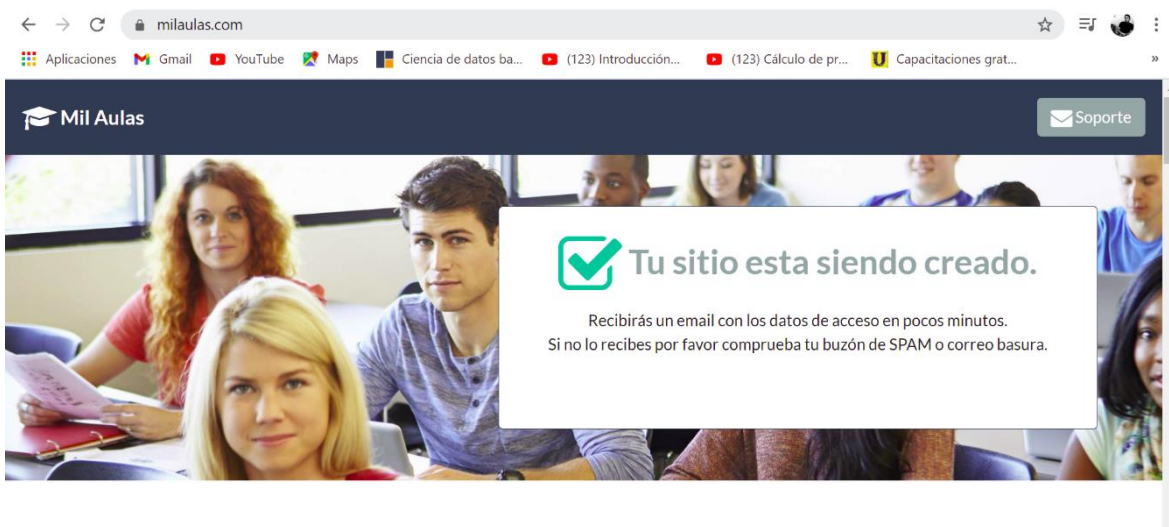 milaulas.com
Aplicaciones Gmail YouTube Maps Ciencia de datos ba... (123) Introducción... (123) Cálculo de pr... Capacitaciones grat... »
Mil Aulas
Soporte
Tu sitio esta siendo creado.
Recibirás un email con los datos de acceso en pocos minutos.
Si no lo recibes por favor comprueba tu buzón de SPAM o correo basura.